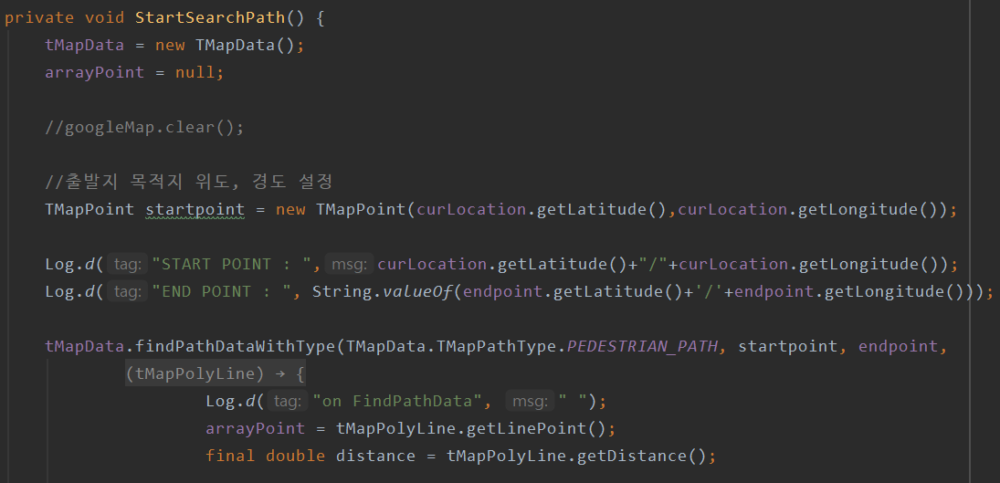 private void StartSearchPath() {
tMapData = new TMapData();
arrayPoint = null;
//googleMap.clear();
//출발지 목적지 위도, 경도 설정
TMapPoint startpoint = new TMapPoint(curLocation.getLatitude(),curLocation.getLongitude());
Log.d( tag: "START POINT : ", msg: curLocation.getLatitude()+"/"+curLocation.getLongitude());
Log.d( tag: "END POINT : ", String.valueOf(endpoint.getLatitude()+'/'+endpoint.getLongitude()));
tMapData.findPathDataWithType(TMapData.TMapPathType.PEDESTRIAN_PATH, startpoint, endpoint,
(tMapPolyLine) → {
Log.d( tag: "on FindPathData", msg: " ");
arrayPoint = tMapPolyLine.getLinePoint();
final double distance = tMapPolyLine.getDistance();